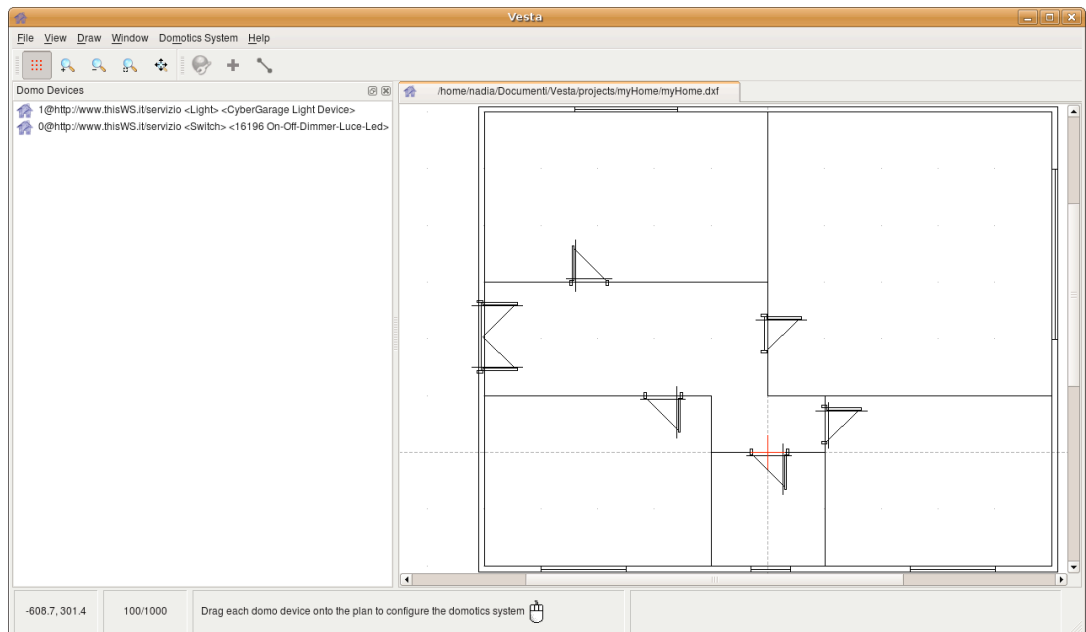 Vesta
File View Draw Window Domotics System Help
Domo Devices
/home/nadia/Documenti/Vesta/projects/myHome/myHome.dxf
1@http://www.thisWS.it/servizio <Light> <CyberGarage Light Device>
0@http://www.thisWS.it/servizio <Switch> <16196 On-Off-Dimmer-Luce-Led>
-608.7, 301.4
100/1000
Drag each domo device onto the plan to configure the domotics system